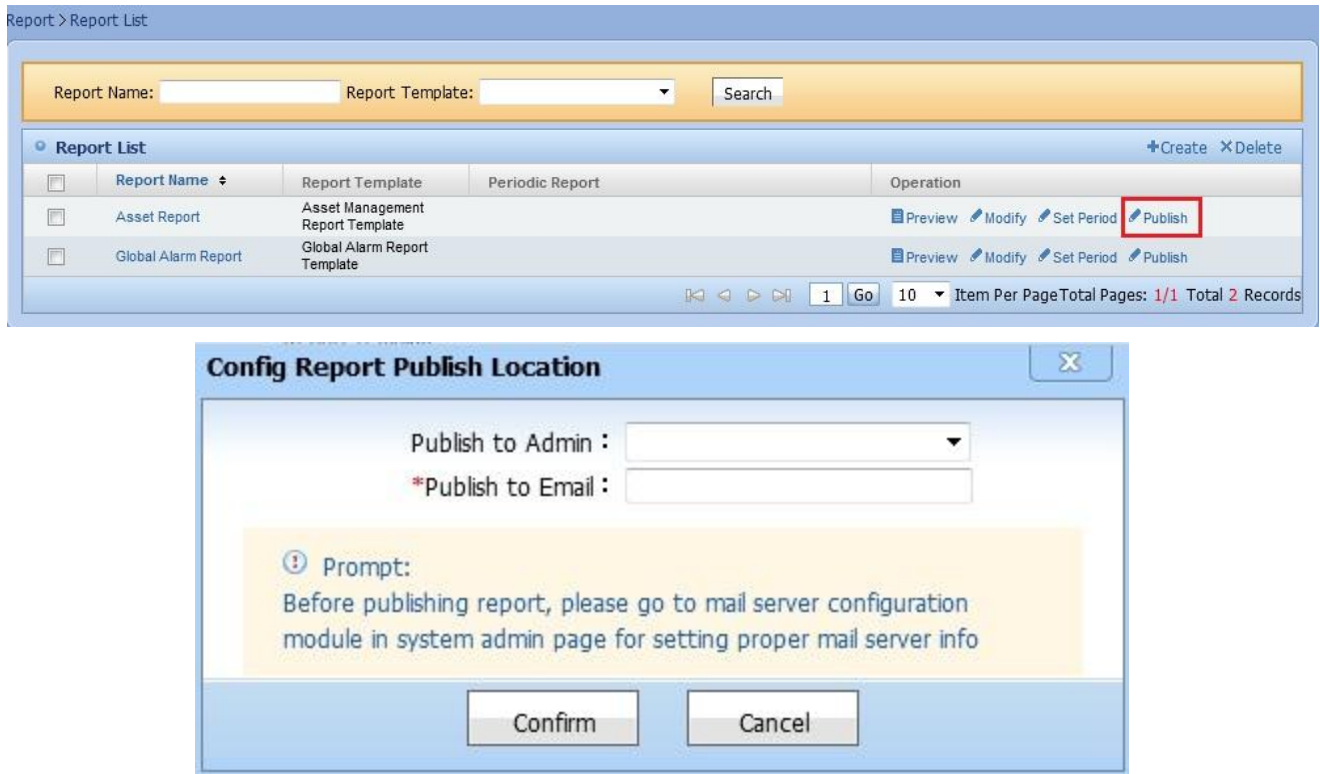 Report > Report List
Report Name: Report Template: Search
Report List +Create ×Delete
Report Name Report Template Periodic Report Operation
Asset Report Asset Management Report Template Preview Modify Set Period Publish
Global Alarm Report Global Alarm Report Template Preview Modify Set Period Publish
1 Go 10 Item Per PageTotal Pages: 1/1 Total 2 Records
Config Report Publish Location
Publish to Admin :
*Publish to Email :
Prompt:
Before publishing report, please go to mail server configuration
module in system admin page for setting proper mail server info
Confirm Cancel